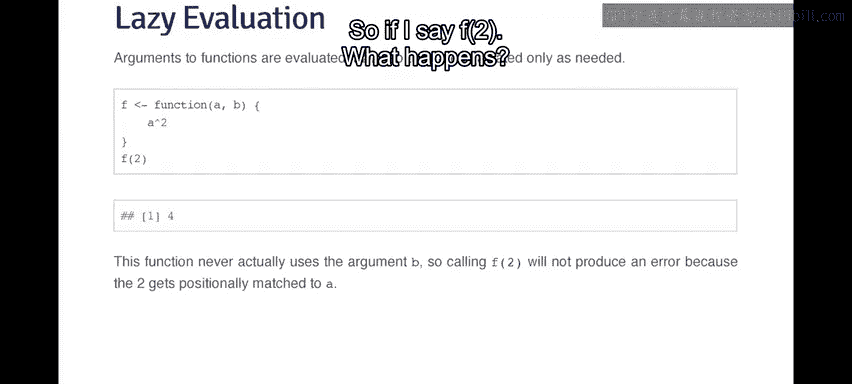 Lazy Evaluation
So if I say f(2).
What happens?
Arguments to functions are evaluated ed only as needed.
f <- function(a, b) {
a^2
}
f(2)
## [1] 4
This function never actually uses the argument b, so calling f(2) will not produce an error because
the 2 gets positionally matched to a.